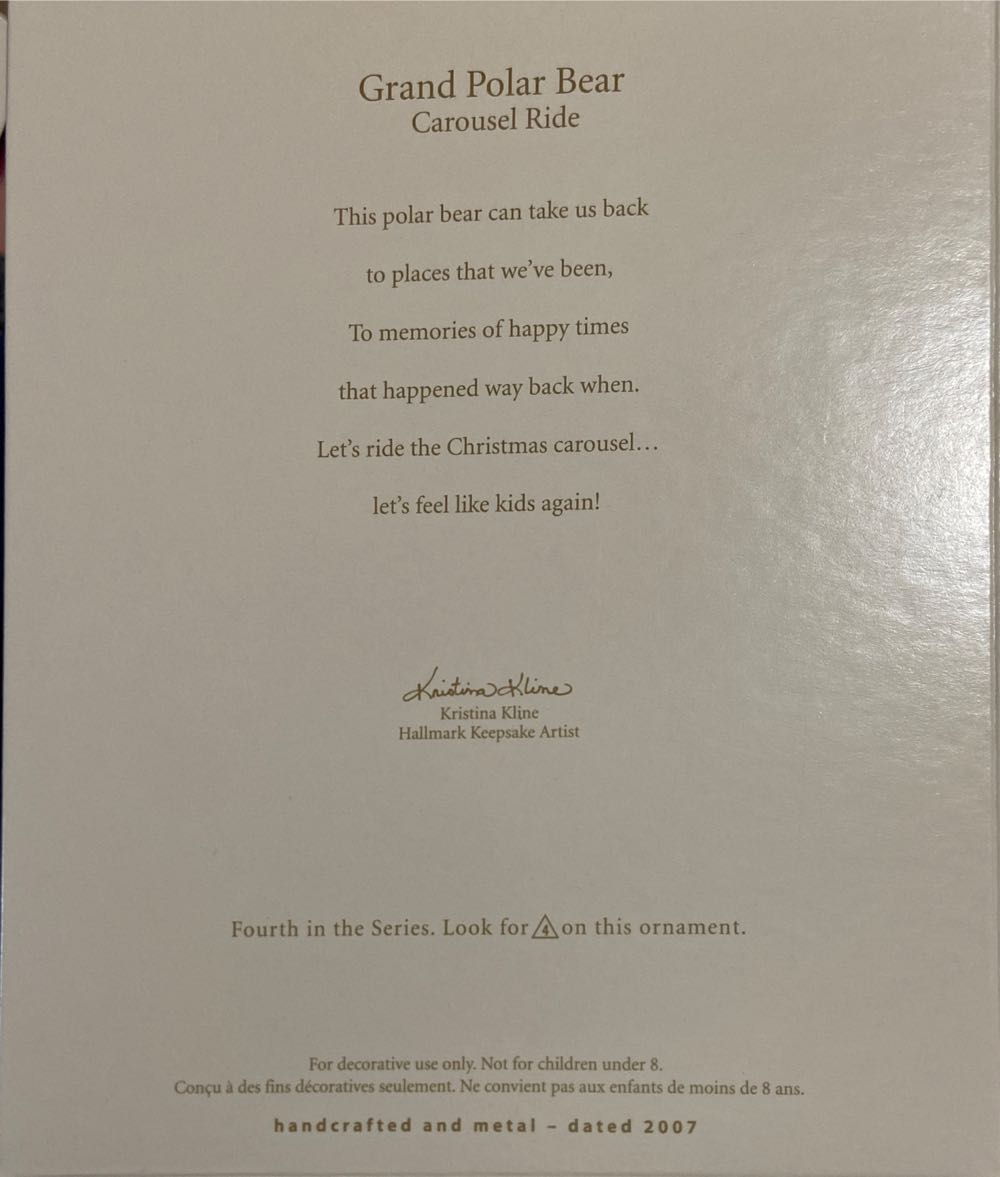 Grand Polar Bear
Carousel Ride
This polar bear can take us back
to places that we've been,
To memories of happy times
that happened way back when.
Let's ride the Christmas carousel…
let's feel like kids again!
Kristina Kline
Kristina Kline
Hallmark Keepsake Artist
Fourth in the Series. Look for 4 on this ornament.
For decorative use only. Not for children under 8.
Conçu à des fins décoratives seulement. Ne convient pas aux enfants de moins de 8 ans.
handcrafted and metal – dated 2007